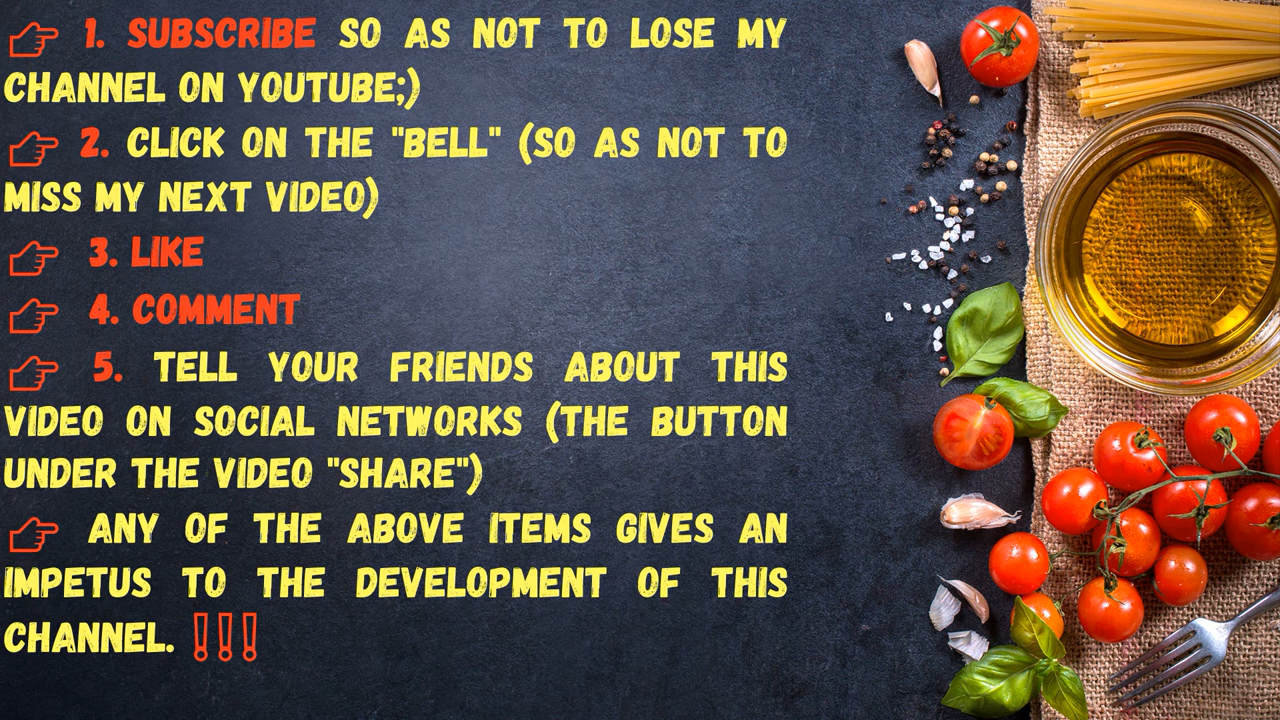 👉 1. SUBSCRIBE SO AS NOT TO LOSE MY
CHANNEL ON YOUTUBE;)
👉 2. CLICK ON THE "BELL" (SO AS NOT TO
MISS MY NEXT VIDEO)
👉 3. LIKE
👉 4. COMMENT
👉 5. TELL YOUR FRIENDS ABOUT THIS
VIDEO ON SOCIAL NETWORKS (THE BUTTON
UNDER THE VIDEO "SHARE")
👉 ANY OF THE ABOVE ITEMS GIVES AN
IMPETUS TO THE DEVELOPMENT OF THIS
CHANNEL. !!!